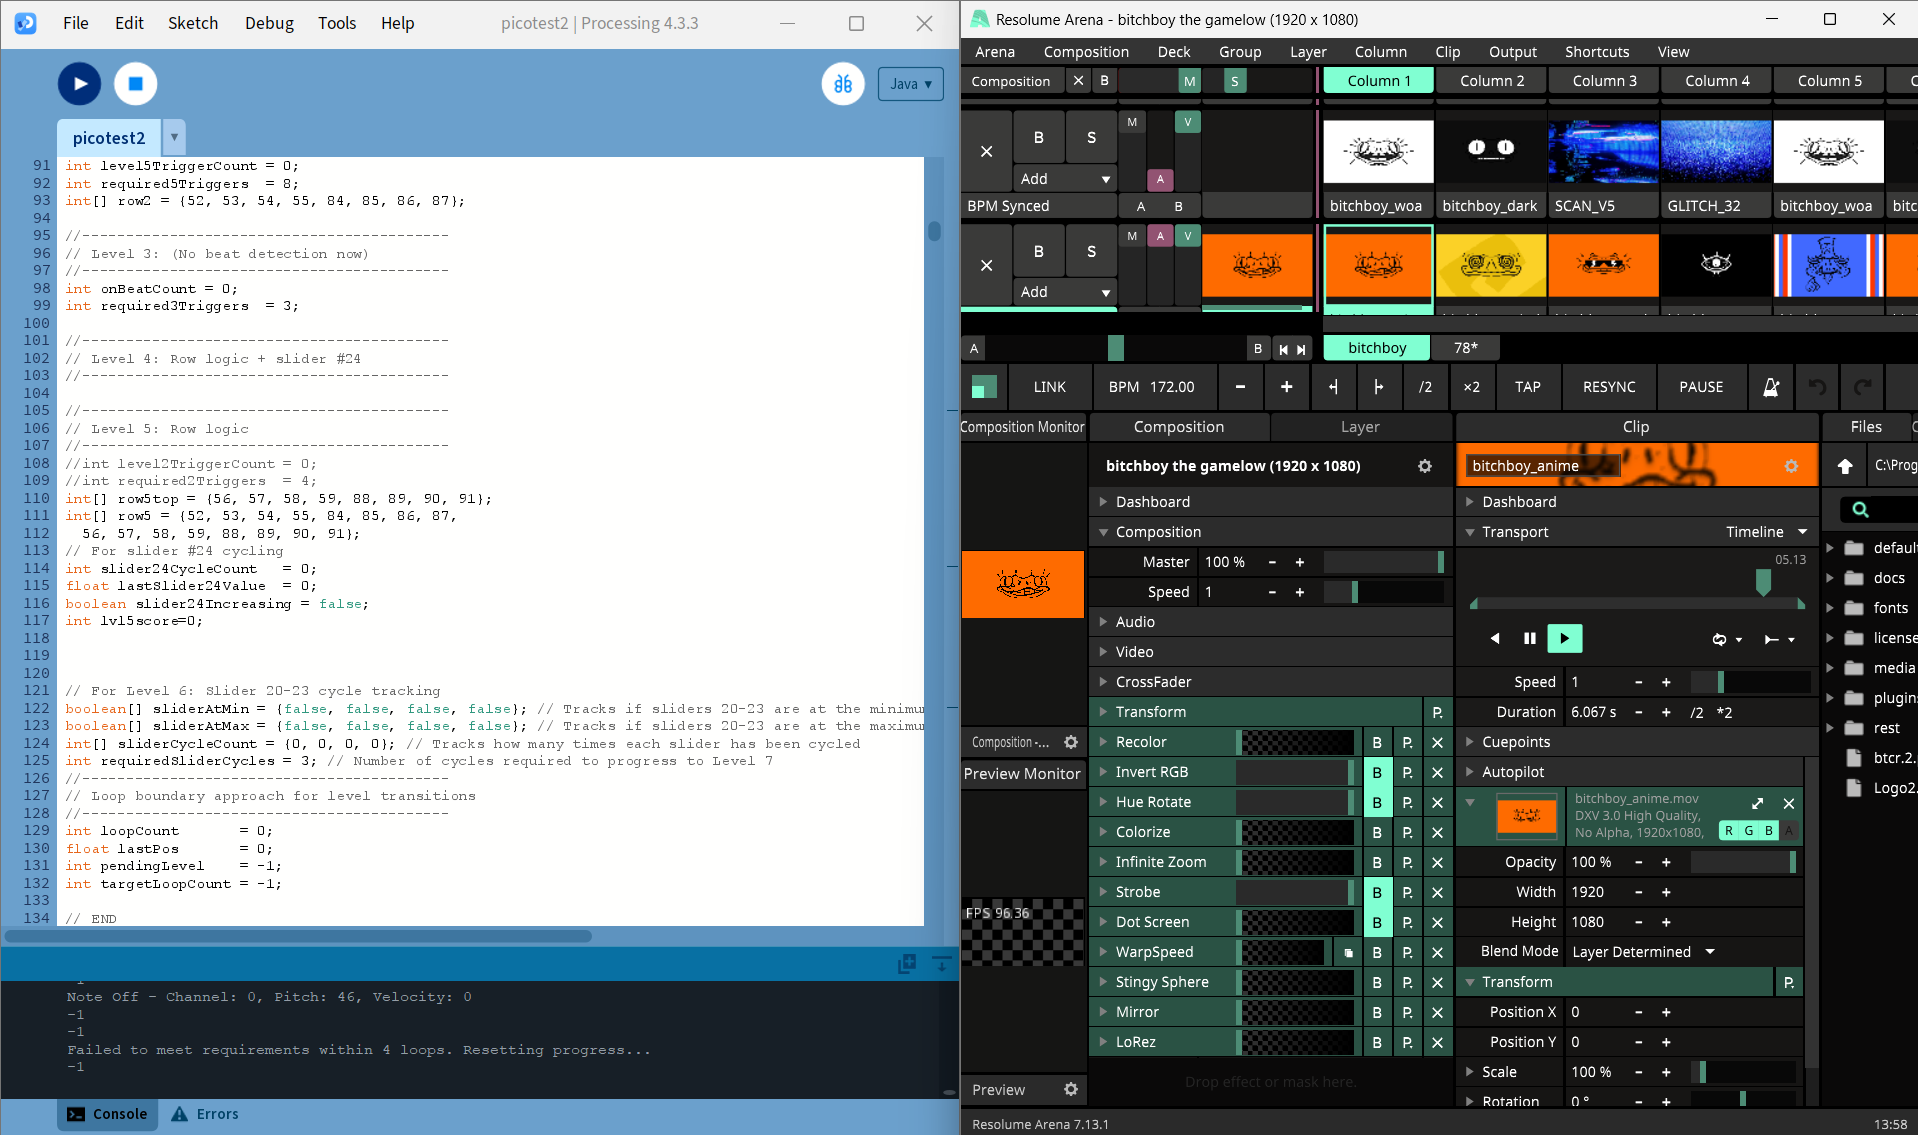 File Edit Sketch Debug Tools Help
picotest2 | Processing 4.3.3
Java
picotest2
91 int level5TriggerCount = 0;
92 int required5Triggers = 8;
93 int[] row2 = {52, 53, 54, 55, 84, 85, 86, 87};
94
95 //------------------------------------------
96 // Level 3: (No beat detection now)
97 //------------------------------------------
98 int onBeatCount = 0;
99 int required3Triggers = 3;
100
101 //------------------------------------------
102 // Level 4: Row logic + slider #24
103 //------------------------------------------
104
105 //------------------------------------------
106 // Level 5: Row logic
107 //------------------------------------------
108 //int level2TriggerCount = 0;
109 //int required2Triggers = 4;
110 int[] row5top = {56, 57, 58, 59, 88, 89, 90, 91};
111 int[] row5 = {52, 53, 54, 55, 84, 85, 86, 87,
112 56, 57, 58, 59, 88, 89, 90, 91};
113 // For slider #24 cycling
114 int slider24CycleCount = 0;
115 float lastSlider24Value = 0;
116 boolean slider24Increasing = false;
117 int lvl5score=0;
118
119
120
121 // For Level 6: Slider 20-23 cycle tracking
122 boolean[] sliderAtMin = {false, false, false, false}; // Tracks if sliders 20-23 are at the minimu
123 boolean[] sliderAtMax = {false, false, false, false}; // Tracks if sliders 20-23 are at the maximu
124 int[] sliderCycleCount = {0, 0, 0, 0}; // Tracks how many times each slider has been cycled
125 int requiredSliderCycles = 3; // Number of cycles required to progress to Level 7
126 //------------------------------------------
127 // Loop boundary approach for level transitions
128 //------------------------------------------
129 int loopCount = 0;
130 float lastPos = 0;
131 int pendingLevel = -1;
132 int targetLoopCount = -1;
133
134 // END
Note Off - Channel: 0, Pitch: 46, Velocity: 0
-1
-1
Failed to meet requirements within 4 loops. Resetting progress...
-1
Console Errors
Resolume Arena - bitchboy the gamelow (1920 x 1080)
Arena Composition Deck Group Layer Column Clip Output Shortcuts View
Composition X B M S Column 1 Column 2 Column 3 Column 4 Column 5 C
B S M V
Add A
BPM Synced A B bitchboy_woa bitchboy_dark SCAN_V5 GLITCH_32 bitchboy_woa bitc
B S M A V
Add
A B bitchboy 78*
LINK BPM 172.00 - + /2 ×2 TAP RESYNC PAUSE
Composition Monitor Composition Layer Clip Files
bitchboy the gamelow (1920 x 1080) bitchboy_anime C:\Prog
Dashboard
Composition
Master 100 % - +
Speed 1 - +
Audio
Video
CrossFader
Transform P.
Recolor B P. X
Invert RGB B P. X
Hue Rotate B P. X
Colorize B P. X
Infinite Zoom B P. X
Strobe B P. X
Dot Screen B P. X
WarpSpeed B P. X
Stingy Sphere B P. X
Mirror B P. X
LoRez B P. X
Drop effect or mask here.
Composition -...
Preview Monitor
FPS 96.36
Preview
Dashboard
Transport Timeline
05.13
Speed 1 - +
Duration 6.067 s - + /2 *2
Cuepoints
Autopilot
bitchboy_anime.mov
DXV 3.0 High Quality,
No Alpha, 1920x1080,
R G B A
Opacity 100 % - +
Width 1920 - +
Height 1080 - +
Blend Mode Layer Determined
Transform P.
Position X 0 - +
Position Y 0 - +
Scale 100 % - +
Rotation 0 ° - +
defaul
docs
fonts
license
media
plugin
rest
btcr.2.
Logo2.
Resolume Arena 7.13.1
13:58